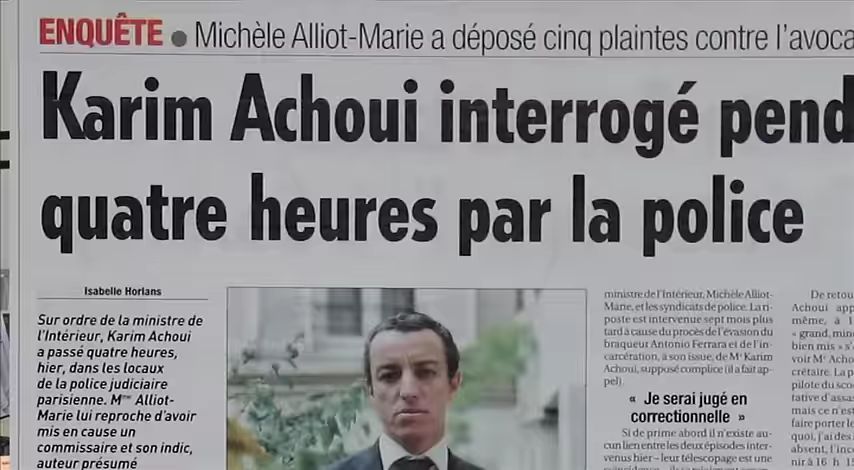 ENQUÊTE ● Michèle Alliot-Marie a déposé cinq plaintes contre l'avoca
Karim Achoui interrogé pend
quatre heures par la police
Isabelle Horlans
Sur ordre de la ministre de
l'Intérieur, Karim Achoui
a passé quatre heures,
hier, dans les locaux
de la police judiciaire
parisienne. Mme Alliot-
Marie lui reproche d'avoir
mis en cause un
commissaire et son indic,
auteur présumé
ministre de l'Intérieur, Michèle Alliot-
Marie, et les syndicats de police. La ri-
poste est intervenue sept mois plus
tard à cause du procès de l'évasion du
braqueur Antonio Ferrara et de l'in-
carcération, à son issue, de Me Karim
Achoui, supposé complice (il a fait ap-
pel).
« Je serai jugé en
correctionnelle »
Si de prime abord il n'existe au-
cun lien entre les deux épisodes inter-
venus hier – leur télescopage est une
De retou
Achoui app
même, à l
« grand, minc
bien mis » s'e
voir Me Acho
crétaire. La p
pilote du scoo
tative d'assas
mais ce n'est
faire porter le
quoi, j'ai des
absent, l'inc
nir à 16 h 15